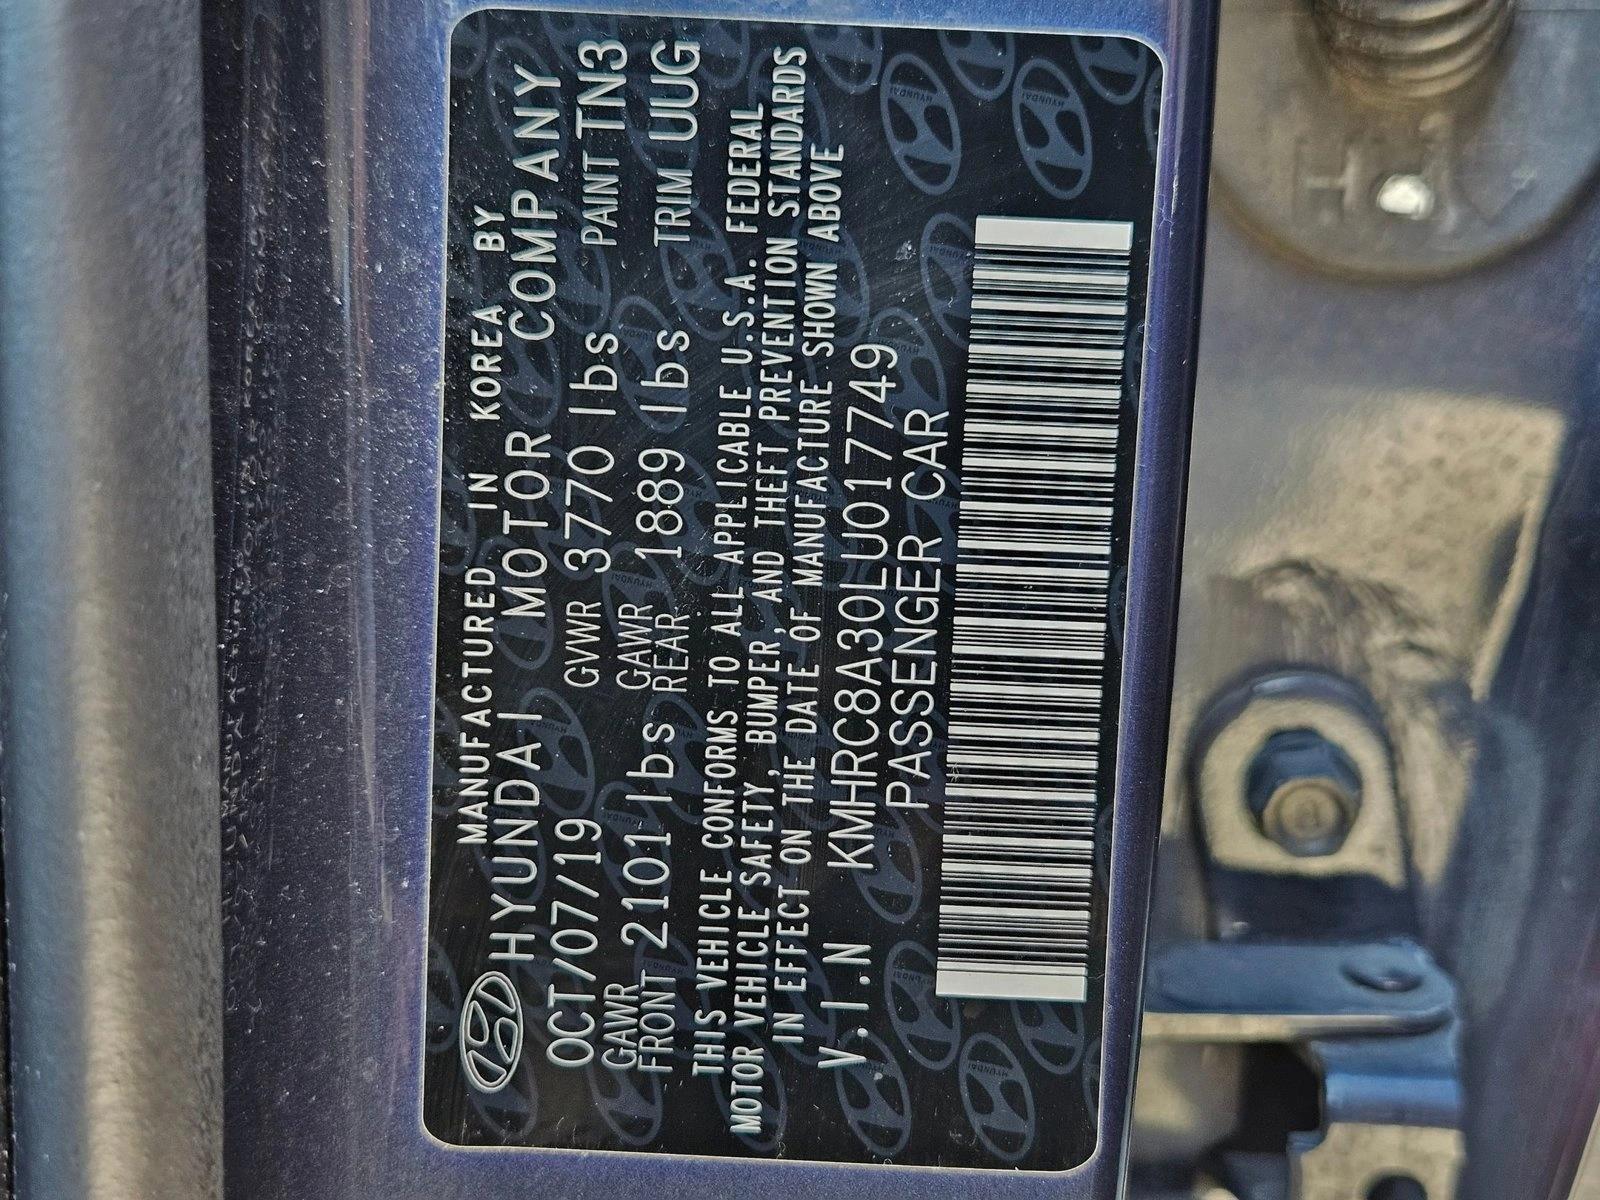 MANUFACTURED IN KOREA BY
HYUNDAI MOTOR COMPANY
OCT/07/19 GVWR 3770 lbs PAINT TN3
GAWR FRONT 2101 lbs GAWR REAR 1889 lbs TRIM UUG
THIS VEHICLE CONFORMS TO ALL APPLICABLE U.S.A. FEDERAL
MOTOR VEHICLE SAFETY, BUMPER, AND THEFT PREVENTION STANDARDS
IN EFFECT ON THE DATE OF MANUFACTURE SHOWN ABOVE
V.I.N KMHRC8A30LU017749
PASSENGER CAR